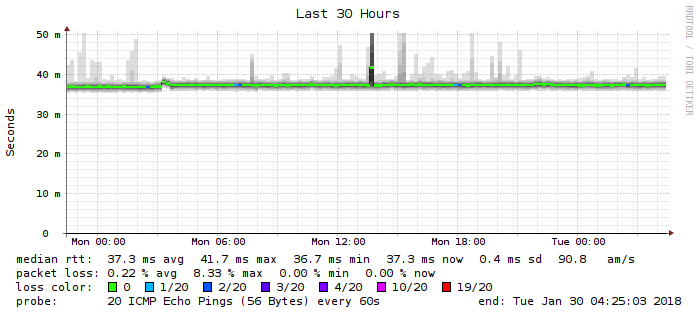 Last 30 Hours
RRDTOOL / TOBI OETIKER
Seconds
50 m
40 m
30 m
20 m
10 m
0
Mon 00:00 Mon 06:00 Mon 12:00 Mon 18:00 Tue 00:00
median rtt: 37.3 ms avg 41.7 ms max 36.7 ms min 37.3 ms now 0.4 ms sd 90.8 am/s
packet loss: 0.22 % avg 8.33 % max 0.00 % min 0.00 % now
loss color: 0 1/20 2/20 3/20 4/20 10/20 19/20
probe: 20 ICMP Echo Pings (56 Bytes) every 60s end: Tue Jan 30 04:25:03 2018